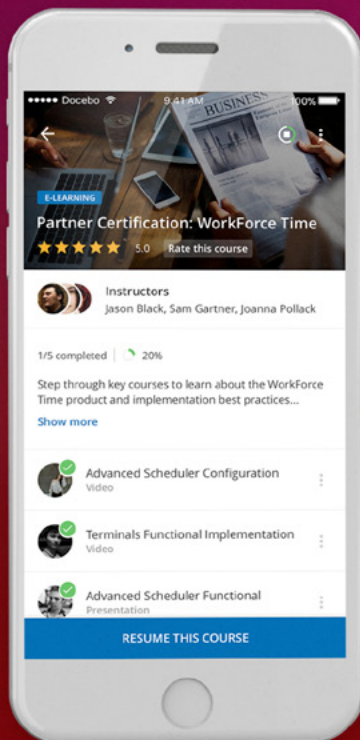 Docebo 9:41 AM 100%
BUSINESS
E-LEARNING
Partner Certification: WorkForce Time
5.0 Rate this course
Instructors
Jason Black, Sam Gartner, Joanna Pollack
1/5 completed 20%
Step through key courses to learn about the WorkForce
Time product and implementation best practices...
Show more
Advanced Scheduler Configuration
Video
Terminals Functional Implementation
Video
Advanced Scheduler Functional
Presentation
RESUME THIS COURSE